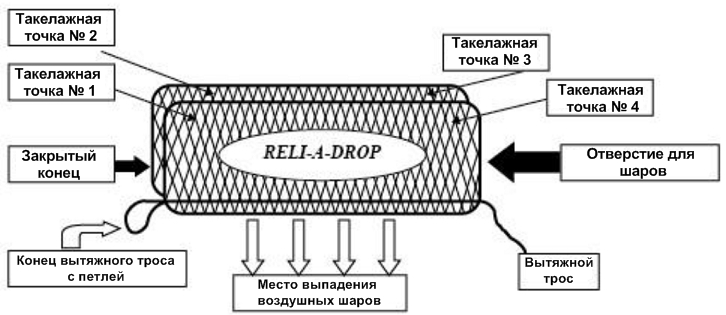 Такелажная
точка № 2
Такелажная
точка № 3
Такелажная
точка № 1
Такелажная
точка № 4
Закрытый
конец
RELI-A-DROP
Отверстие для
шаров
Конец вытяжного троса
с петлей
Место выпадения
воздушных шаров
Вытяжной
трос